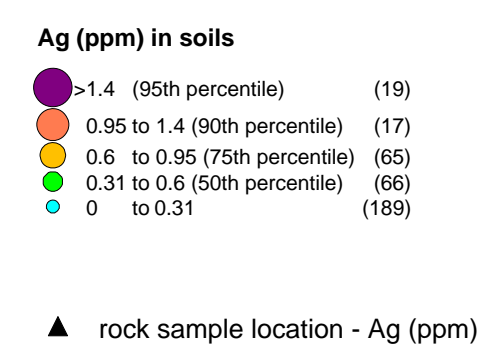 Ag (ppm) in soils
>1.4 (95th percentile) (19)
0.95 to 1.4 (90th percentile) (17)
0.6 to 0.95 (75th percentile) (65)
0.31 to 0.6 (50th percentile) (66)
0 to 0.31 (189)
rock sample location - Ag (ppm)